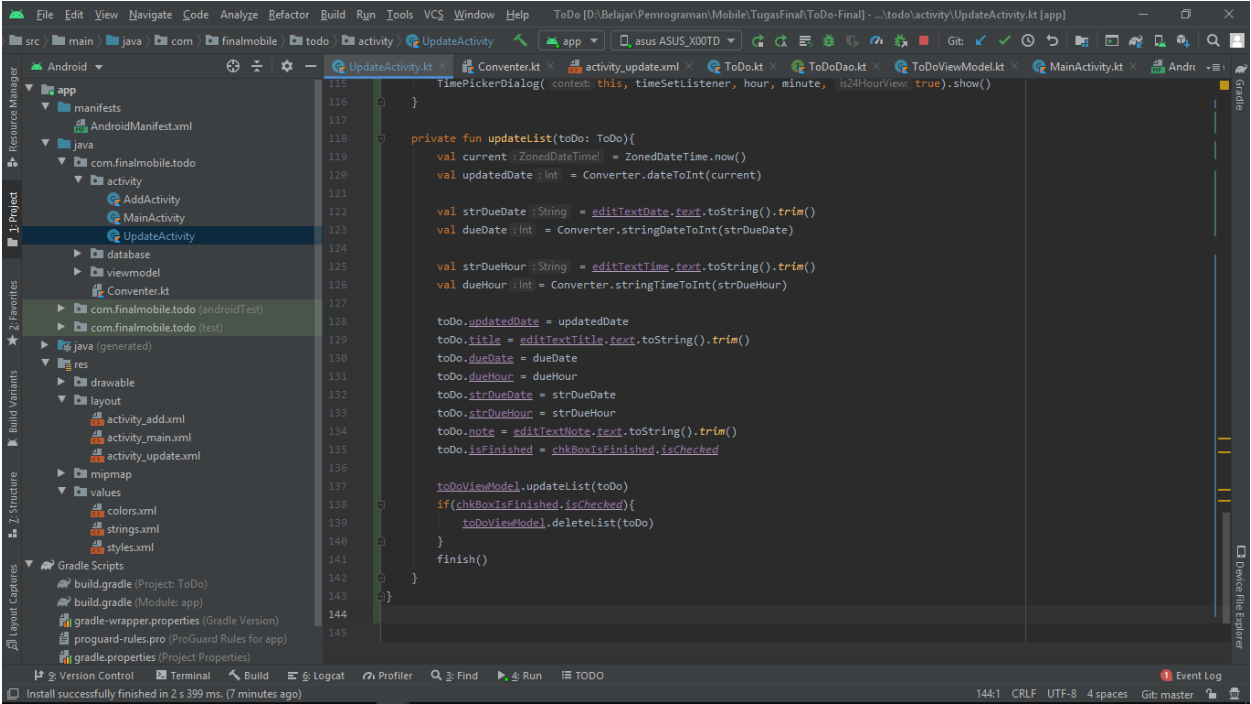 File Edit View Navigate Code Analyze Refactor Build Run Tools VCS Window Help ToDo [D:\Belajar\Pemrograman\Mobile\TugasFinal\ToDo-Final] - ...\todo\activity\UpdateActivity.kt [app]
src main java com finalmobile todo activity UpdateActivity app asus ASUS_X00TD Git:
Android UpdateActivity.kt Conventer.kt activity_update.xml ToDo.kt ToDoDao.kt ToDoViewModel.kt MainActivity.kt Andrc
Resource Manager
1: Project
2: Favorites
Build Variants
7: Structure
Layout Captures
app
manifests
AndroidManifest.xml
java
com.finalmobile.todo
activity
AddActivity
MainActivity
UpdateActivity
database
viewmodel
Conventer.kt
com.finalmobile.todo (androidTest)
com.finalmobile.todo (test)
java (generated)
res
drawable
layout
activity_add.xml
activity_main.xml
activity_update.xml
mipmap
values
colors.xml
strings.xml
styles.xml
Gradle Scripts
build.gradle (Project: ToDo)
build.gradle (Module: app)
gradle-wrapper.properties (Gradle Version)
proguard-rules.pro (ProGuard Rules for app)
gradle.properties (Project Properties)
115 TimePickerDialog( context: this, timeSetListener, hour, minute, is24HourView: true).show()
116 }
117
118 private fun updateList(toDo: ToDo){
119 val current : ZonedDateTime! = ZonedDateTime.now()
120 val updatedDate : Int = Converter.dateToInt(current)
121
122 val strDueDate : String = editTextDate.text.toString().trim()
123 val dueDate : Int = Converter.stringDateToInt(strDueDate)
124
125 val strDueHour : String = editTextTime.text.toString().trim()
126 val dueHour : Int = Converter.stringTimeToInt(strDueHour)
127
128 toDo.updatedDate = updatedDate
129 toDo.title = editTextTitle.text.toString().trim()
130 toDo.dueDate = dueDate
131 toDo.dueHour = dueHour
132 toDo.strDueDate = strDueDate
133 toDo.strDueHour = strDueHour
134 toDo.note = editTextNote.text.toString().trim()
135 toDo.isFinished = chkBoxIsFinished.isChecked
136
137 toDoViewModel.updateList(toDo)
138 if(chkBoxIsFinished.isChecked){
139 toDoViewModel.deleteList(toDo)
140 }
141 finish()
142 }
143 }
144
145
Gradle
Device File Explorer
9: Version Control Terminal Build 6: Logcat Profiler 3: Find 4: Run TODO 1 Event Log
Install successfully finished in 2 s 399 ms. (7 minutes ago) 144:1 CRLF UTF-8 4 spaces Git: master